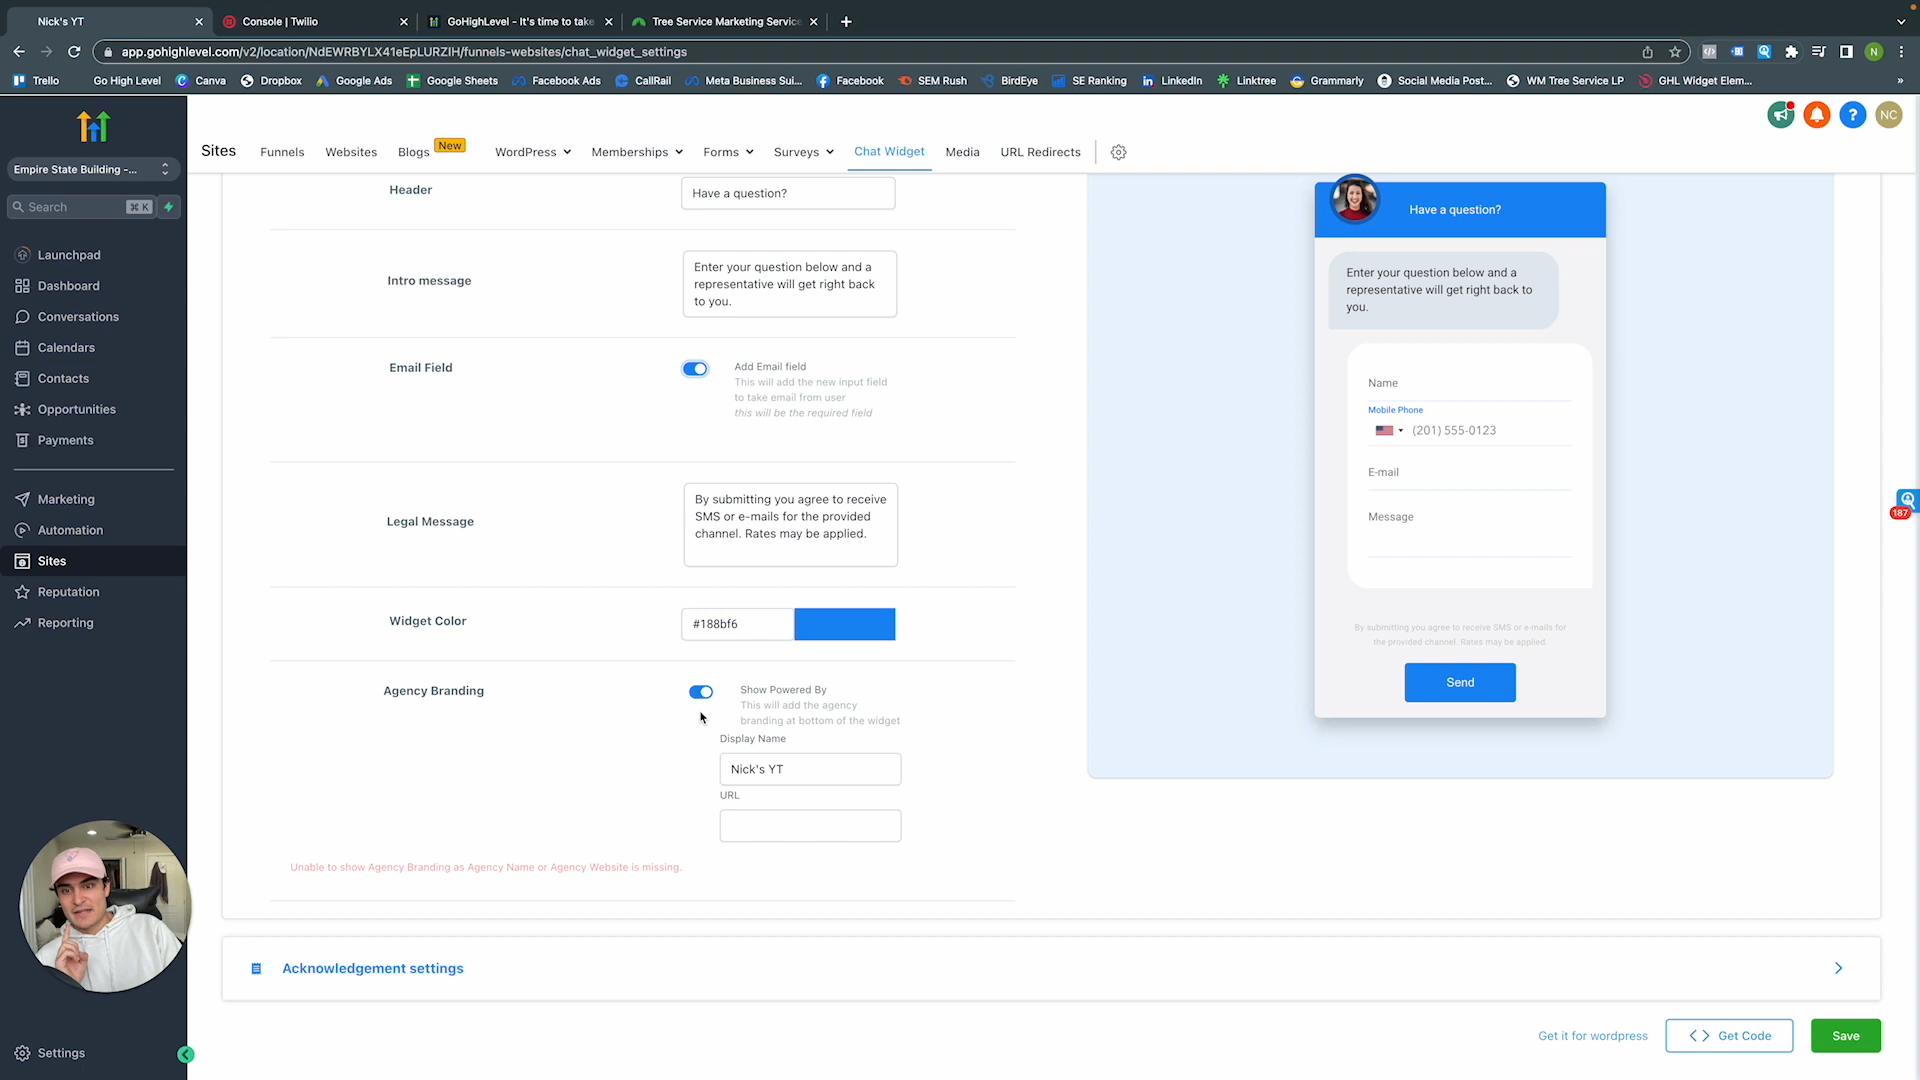 Nick's YT
Console | Twilio
GoHighLevel - It's time to take
Tree Service Marketing Service
app.gohighlevel.com/v2/location/NdEWRBYLX41eEpLURZIH/funnels-websites/chat_widget_settings
N
Trello
Go High Level
Canva
Dropbox
Google Ads
Google Sheets
Facebook Ads
CallRail
Meta Business Sui...
Facebook
SEM Rush
BirdEye
SE Ranking
LinkedIn
Linktree
Grammarly
Social Media Post...
WM Tree Service LP
GHL Widget Elem...
»
NC
Sites
Funnels
Websites
Blogs
New
WordPress
Memberships
Forms
Surveys
Chat Widget
Media
URL Redirects
Empire State Building -...
Search
⌘ K
Launchpad
Dashboard
Conversations
Calendars
Contacts
Opportunities
Payments
Marketing
Automation
Sites
Reputation
Reporting
Settings
Header
Have a question?
Intro message
Enter your question below and a
representative will get right back
to you.
Email Field
Add Email field
This will add the new input field
to take email from user
this will be the required field
Legal Message
By submitting you agree to receive
SMS or e-mails for the provided
channel. Rates may be applied.
Widget Color
#188bf6
Agency Branding
Show Powered By
This will add the agency
branding at bottom of the widget
Display Name
Nick's YT
URL
Unable to show Agency Branding as Agency Name or Agency Website is missing.
Have a question?
Enter your question below and a
representative will get right back to
you.
Name
Mobile Phone
(201) 555-0123
E-mail
Message
By submitting you agree to receive SMS or e-mails for
the provided channel. Rates may be applied.
Send
187
Acknowledgement settings
Get it for wordpress
Get Code
Save